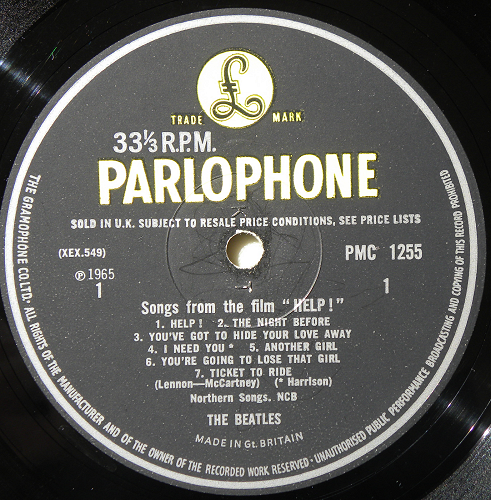 £
TRADE MARK
33⅓ R.P.M.
PARLOPHONE
SOLD IN U.K. SUBJECT TO RESALE PRICE CONDITIONS, SEE PRICE LISTS
(XEX.549) PMC 1255
℗ 1965
1 1
Songs from the film "HELP!"
1. HELP! 2. THE NIGHT BEFORE
3. YOU'VE GOT TO HIDE YOUR LOVE AWAY
4. I NEED YOU * 5. ANOTHER GIRL
6. YOU'RE GOING TO LOSE THAT GIRL
7. TICKET TO RIDE
(Lennon—McCartney) (* Harrison)
Northern Songs. NCB
THE BEATLES
MADE IN Gt. BRITAIN
THE GRAMOPHONE CO. LTD. ALL RIGHTS OF THE MANUFACTURER AND OF THE OWNER OF THE RECORDED WORK RESERVED · UNAUTHORISED PUBLIC PERFORMANCE BROADCASTING AND COPYING OF THIS RECORD PROHIBITED